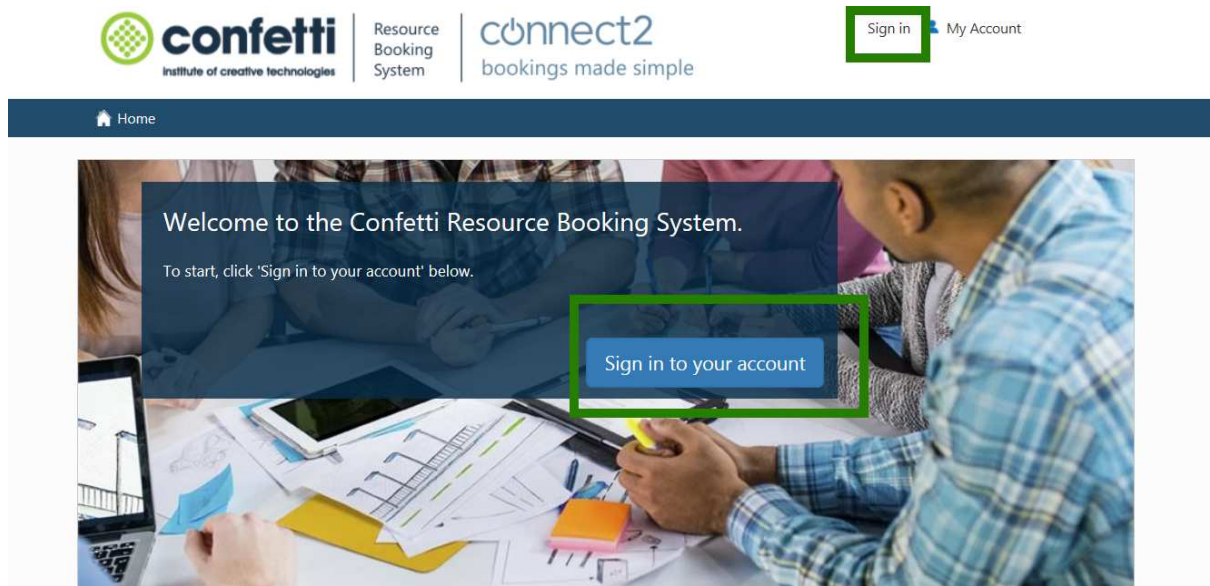 confetti
institute of creative technologies
Resource
Booking
System
connect2
bookings made simple
Sign in
My Account
Home
Welcome to the Confetti Resource Booking System.
To start, click 'Sign in to your account' below.
Sign in to your account